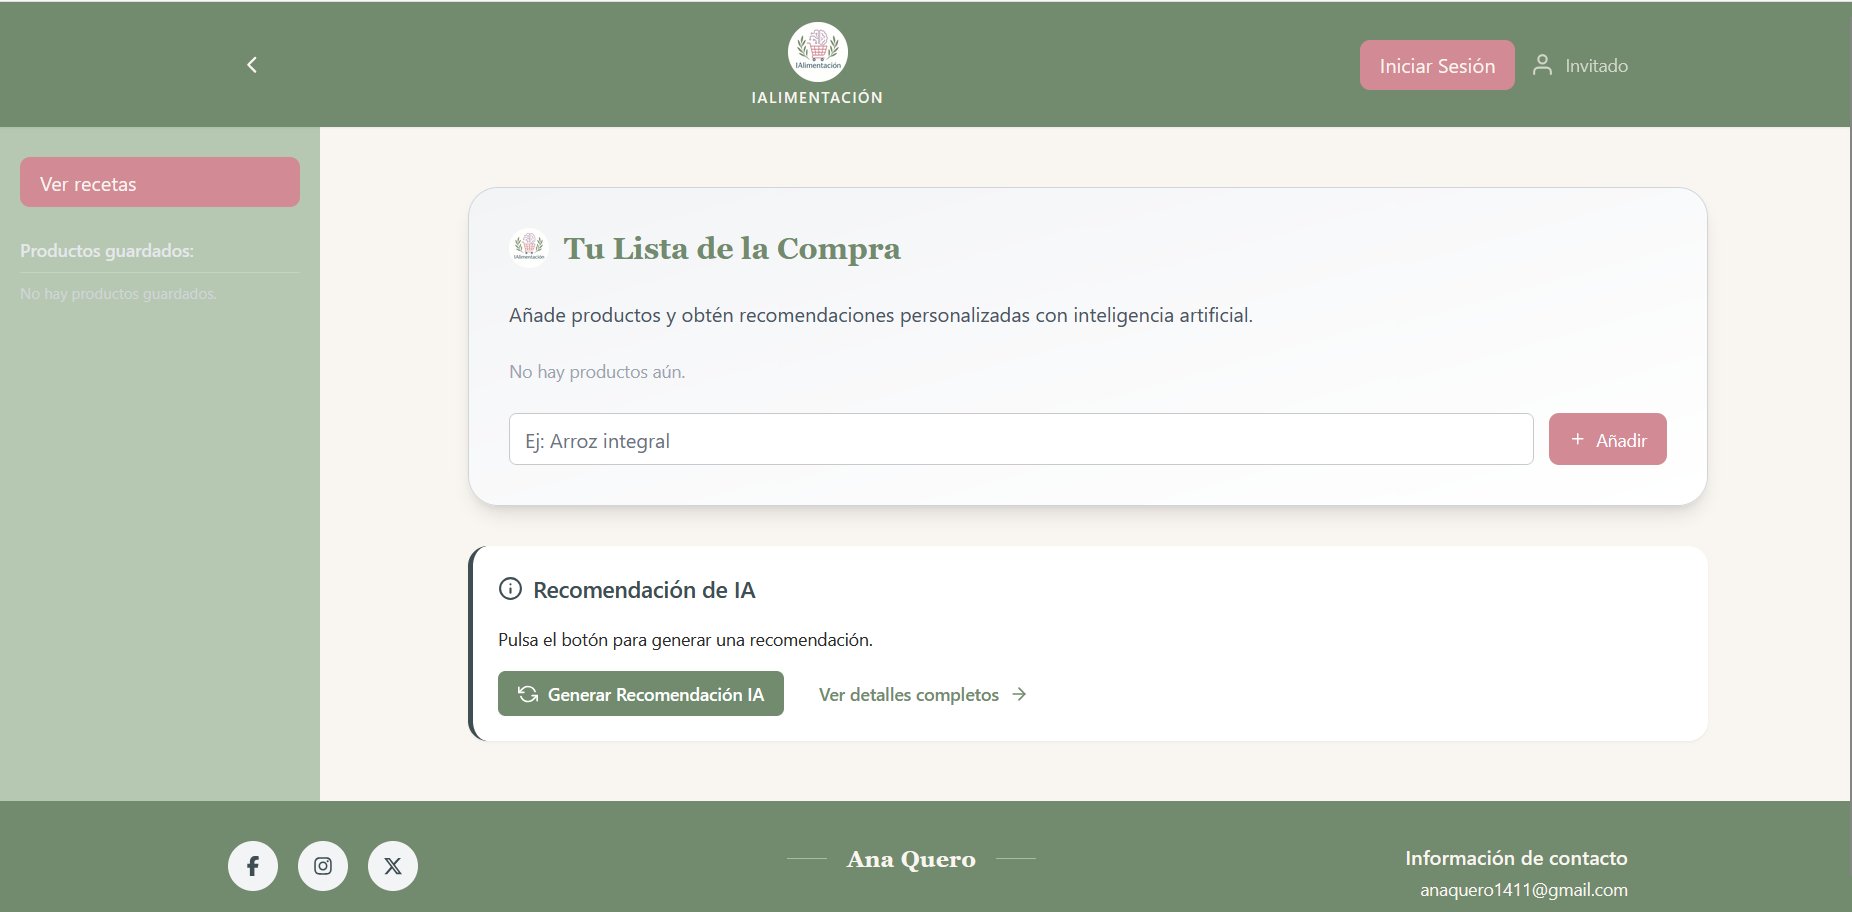 IAlimentación
IALIMENTACIÓN
Iniciar Sesión
Invitado
Ver recetas
Productos guardados:
No hay productos guardados.
IAlimentación
Tu Lista de la Compra
Añade productos y obtén recomendaciones personalizadas con inteligencia artificial.
No hay productos aún.
Ej: Arroz integral
+ Añadir
Recomendación de IA
Pulsa el botón para generar una recomendación.
Generar Recomendación IA
Ver detalles completos →
Ana Quero
Información de contacto
anaquero1411@gmail.com